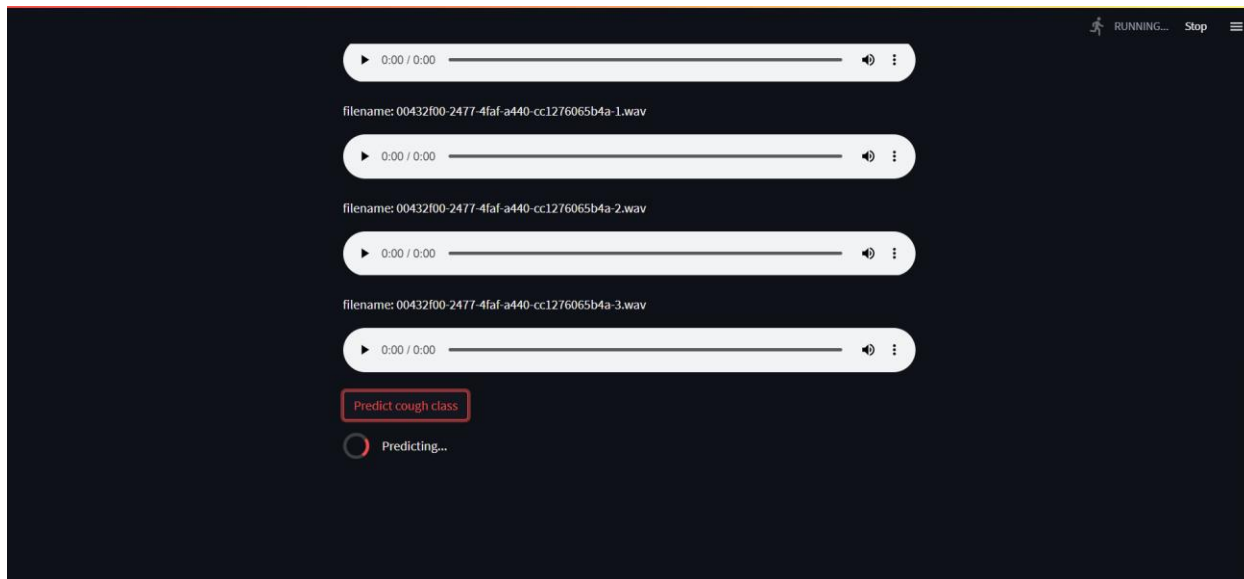 RUNNING... Stop
0:00 / 0:00
filename: 00432f00-2477-4faf-a440-cc1276065b4a-1.wav
0:00 / 0:00
filename: 00432f00-2477-4faf-a440-cc1276065b4a-2.wav
0:00 / 0:00
filename: 00432f00-2477-4faf-a440-cc1276065b4a-3.wav
0:00 / 0:00
Predict cough class
Predicting...